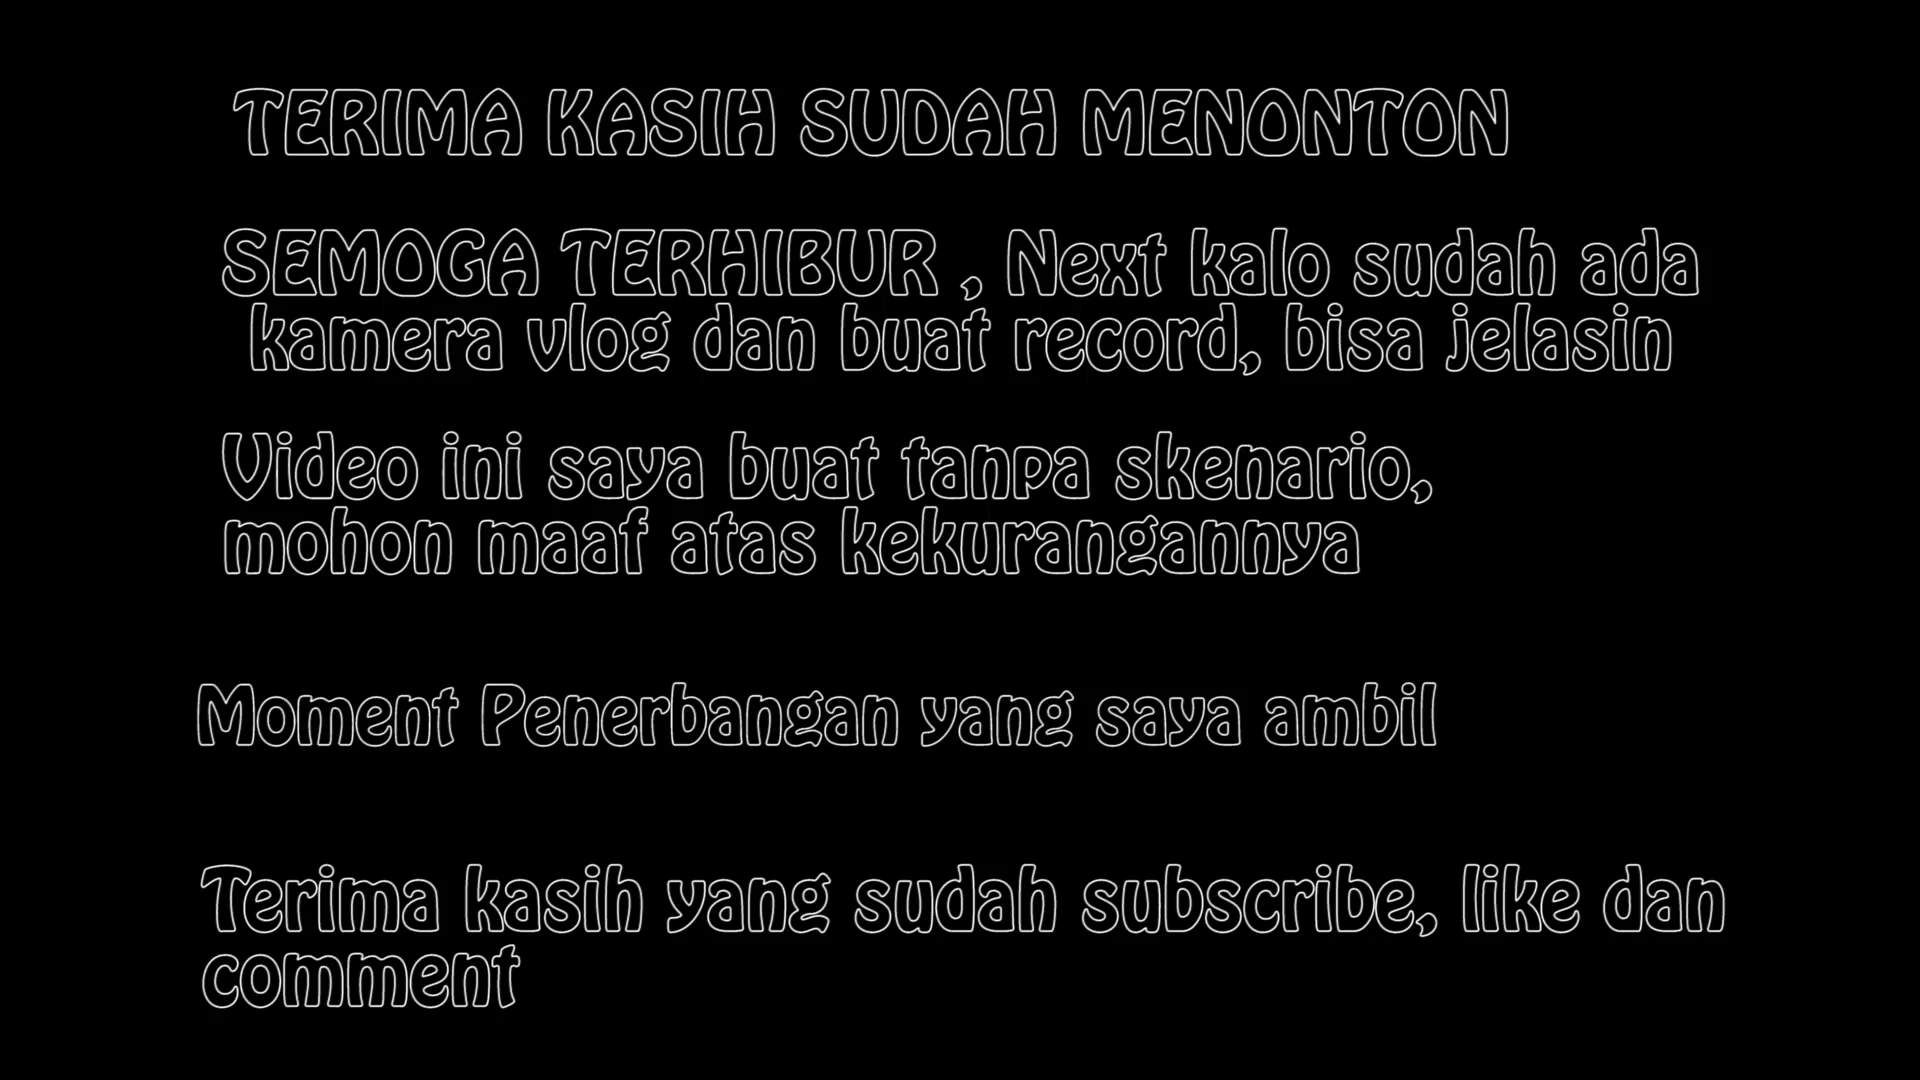 TERIMA KASIH SUDAH MENONTON
SEMOGA TERHIBUR , Next kalo sudah ada
kamera vlog dan buat record, bisa jelasin
Video ini saya buat tanpa skenario,
mohon maaf atas kekurangannya
Moment Penerbangan yang saya ambil
Terima kasih yang sudah subscribe, like dan
comment